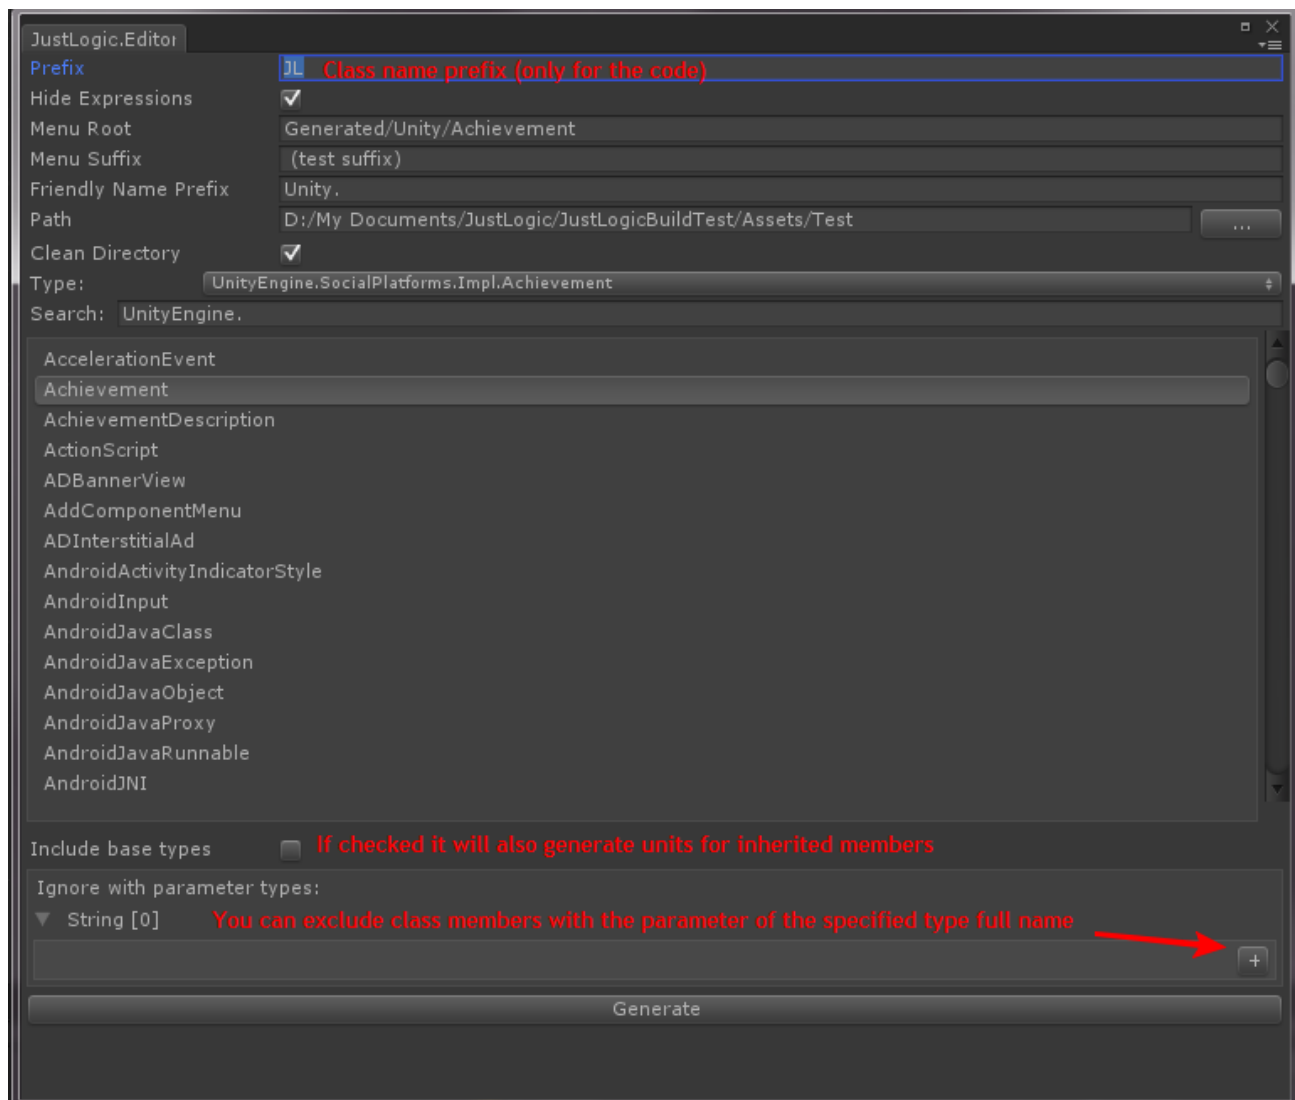 JustLogic.Editor
Prefix JL Class name prefix (only for the code)
Hide Expressions
Menu Root Generated/Unity/Achievement
Menu Suffix (test suffix)
Friendly Name Prefix Unity.
Path D:/My Documents/JustLogic/JustLogicBuildTest/Assets/Test ...
Clean Directory
Type: UnityEngine.SocialPlatforms.Impl.Achievement
Search: UnityEngine.
AccelerationEvent
Achievement
AchievementDescription
ActionScript
ADBannerView
AddComponentMenu
ADInterstitialAd
AndroidActivityIndicatorStyle
AndroidInput
AndroidJavaClass
AndroidJavaException
AndroidJavaObject
AndroidJavaProxy
AndroidJavaRunnable
AndroidJNI
Include base types If checked it will also generate units for inherited members
Ignore with parameter types:
String [0] You can exclude class members with the parameter of the specified type full name
+
Generate